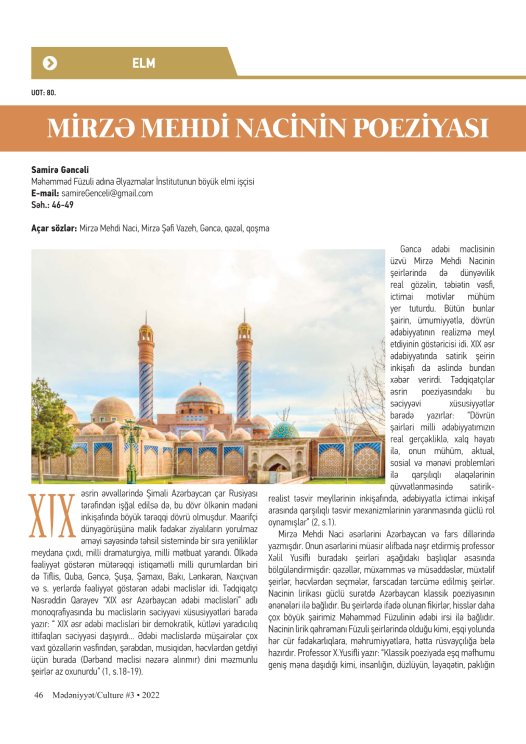 ELM
UOT: 80.
MİRZƏ MEHDİ NACİNİN POEZİYASI
Samirə Gəncəli
Məhəmməd Füzuli adına Əlyazmalar İnstitutunun böyük elmi işçisi
E-mail: samireGenceli@gmail.com
Səh.: 46-49
Açar sözlər: Mirzə Mehdi Naci, Mirzə Şəfi Vazeh, Gəncə, qəzəl, qoşma
XIX
əsrin əvvəllərində Şimali Azərbaycan çar Rusiyası
tərəfindən işğal edilsə də, bu dövr ölkənin mədəni
inkişafında böyük tərəqqi dövrü olmuşdur. Maarifçi
dünyagörüşünə malik fədakar ziyalıların yorulmaz
əməyi sayəsində təhsil sistemində bir sıra yeniliklər
meydana çıxdı, milli dramaturgiya, milli mətbuat yarandı. Ölkədə
fəaliyyət göstərən mütərəqqi istiqamətli milli qurumlardan biri
də Tiflis, Quba, Gəncə, Şuşa, Şamaxı, Bakı, Lənkəran, Naxçıvan
və s. yerlərdə fəaliyyət göstərən ədəbi məclislər idi. Tədqiqatçı
Nəsrəddin Qarayev “XIX əsr Azərbaycan ədəbi məclisləri” adlı
monoqrafiyasında bu məclislərin səciyyəvi xüsusiyyətləri barədə
yazır: “ XIX əsr ədəbi məclisləri bir demokratik, kütləvi yaradıcılıq
ittifaqları səciyyəsi daşıyırdı... Ədəbi məclislərdə müşairələr çox
vaxt gözəllərin vəsfindən, şərabdan, musiqidən, həcvlərdən getdiyi
üçün burada (Dərbənd məclisi nəzərə alınmır) dini məzmunlu
şeirlər az oxunurdu” (1, s.18-19).
Gəncə ədəbi məclisinin
üzvü Mirzə Mehdi Nacinin
şeirlərində də dünyəvilik
real gözəlin, təbiətin vəsfi,
ictimai motivlər mühüm
yer tuturdu. Bütün bunlar
şairin, ümumiyyətlə, dövrün
ədəbiyyatının realizmə meyl
etdiyinin göstəricisi idi. XIX əsr
ədəbiyyatında satirik şeirin
inkişafı da əslində bundan
xəbər verirdi. Tədqiqatçılar
əsrin poeziyasındakı bu
səciyyəvi xüsusiyyətlər
barədə yazırlar: “Dövrün
şairləri milli ədəbiyyatımızın
real gerçəkliklə, xalq həyatı
ilə, onun mühüm, aktual,
sosial və mənəvi problemləri
ilə qarşılıqlı əlaqələrinin
qüvvətlənməsində satirik-
realist təsvir meyllərinin inkişafında, ədəbiyyatla ictimai inkişaf
arasında qarşılıqlı təsvir mexanizmlərinin yaranmasında güclü rol
oynamışlar” (2, s.1).
Mirzə Mehdi Naci əsərlərini Azərbaycan və fars dillərində
yazmışdır. Onun əsərlərini müasir əlifbada nəşr etdirmiş professor
Xəlil Yusifli buradakı şeirləri aşağıdakı başlıqlar əsasında
bölgüləndirmişdir: qəzəllər, müxəmməs və müsəddəslər, müxtəlif
şeirlər, həcvlərdən seçmələr, farscadan tərcümə edilmiş şeirlər.
Nacinin lirikası güclü surətdə Azərbaycan klassik poeziyasının
ənənələri ilə bağlıdır. Bu şeirlərdə ifadə olunan fikirlər, hisslər daha
çox böyük şairimiz Məhəmməd Füzulinin ədəbi irsi ilə bağlıdır.
Nacinin lirik qəhrəmanı Füzuli şeirlərində olduğu kimi, eşqi yolunda
hər cür fədakarlıqlara, məhrumiyyətlərə, hətta rüsvayçılığa belə
hazırdır. Professor X.Yusifli yazır: “Klassik poeziyada eşq məfhumu
geniş məna daşıdığı kimi, insanlığın, düzlüyün, ləyaqətin, paklığın
46 Mədəniyyət/Culture #3 • 2022